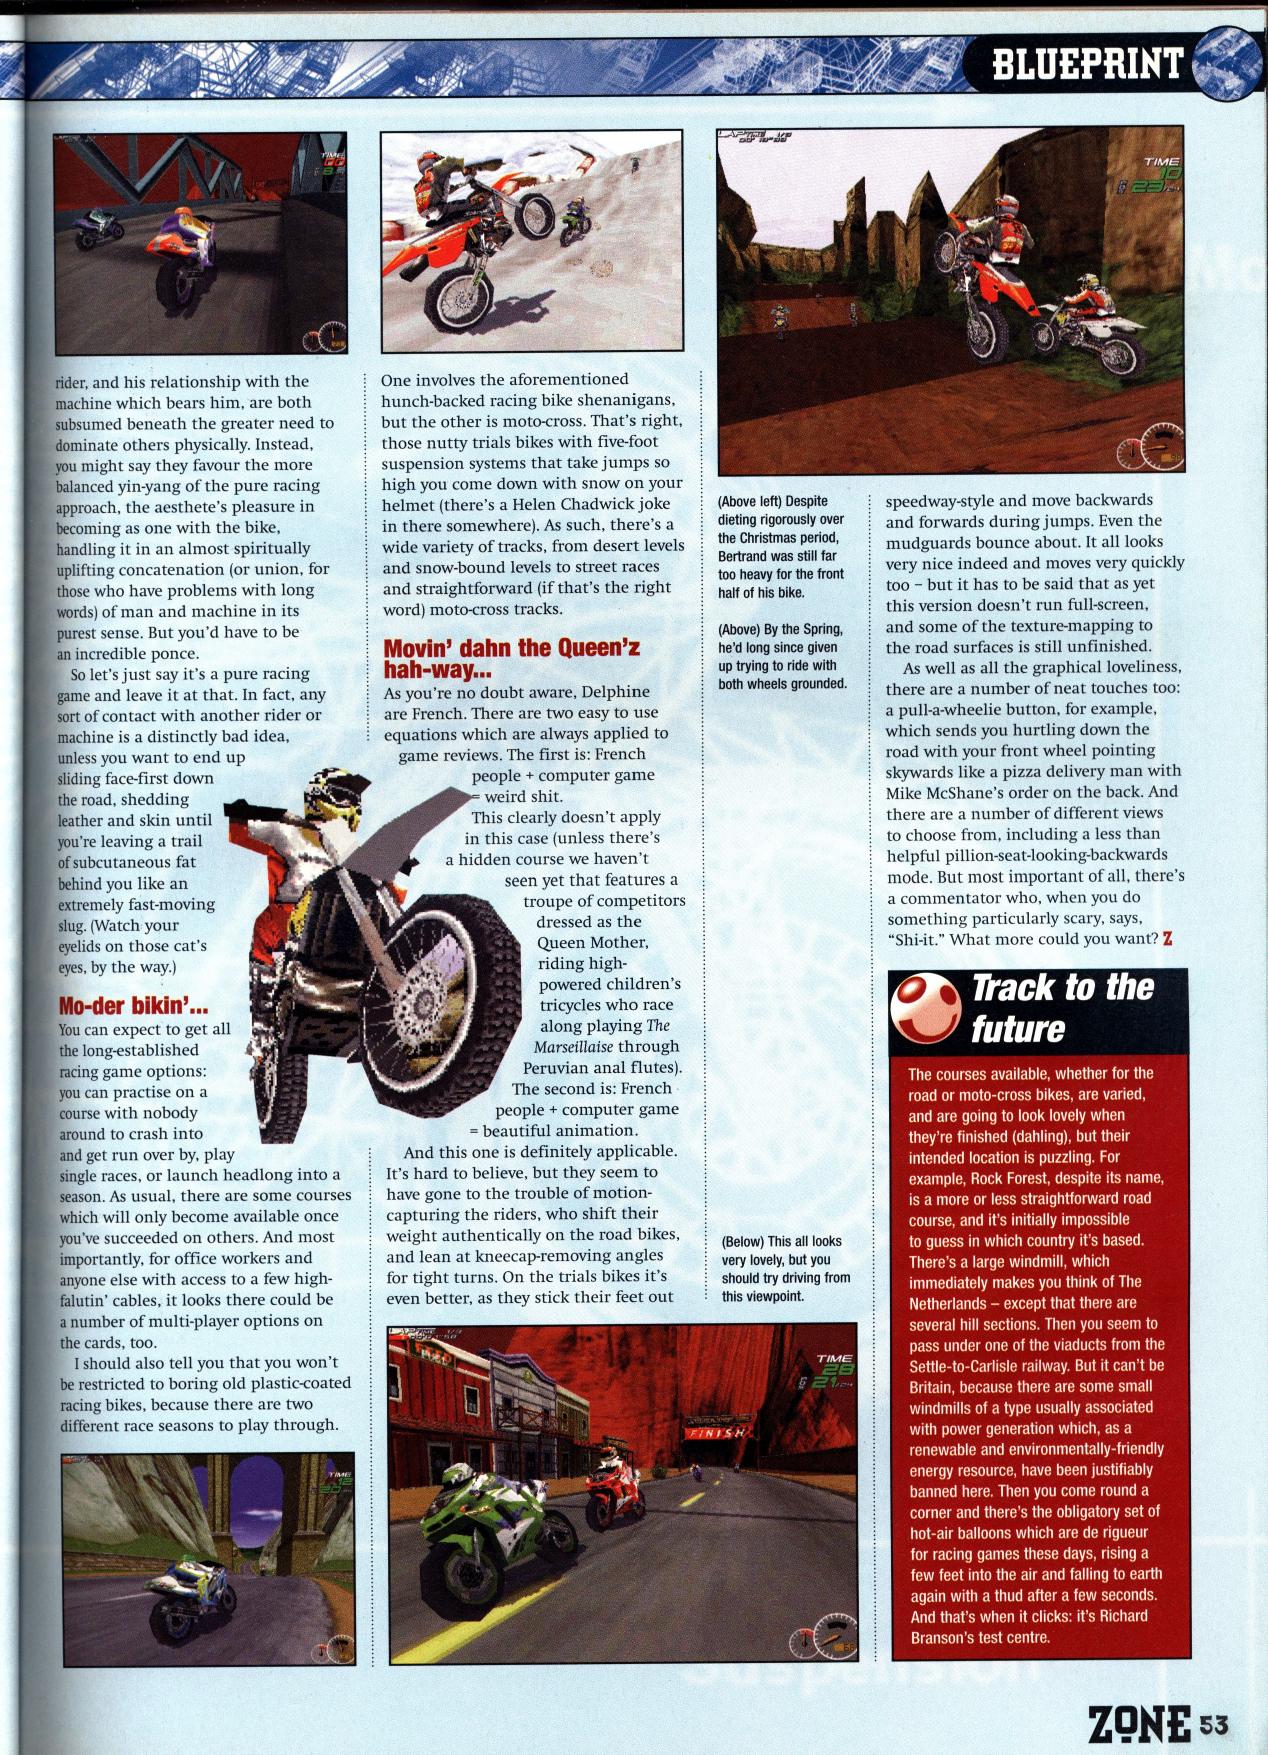 BLUEPRINT
rider, and his relationship with the
machine which bears him, are both
subsumed beneath the greater need to
dominate others physically. Instead,
you might say they favour the more
balanced yin-yang of the pure racing
approach, the aesthete's pleasure in
becoming as one with the bike,
handling it in an almost spiritually
uplifting concatenation (or union, for
those who have problems with long
words) of man and machine in its
purest sense. But you'd have to be
an incredible ponce.
So let's just say it's a pure racing
game and leave it at that. In fact, any
sort of contact with another rider or
machine is a distinctly bad idea,
unless you want to end up
sliding face-first down
the road, shedding
leather and skin until
you're leaving a trail
of subcutaneous fat
behind you like an
extremely fast-moving
slug. (Watch your
eyelids on those cat's
eyes, by the way.)
Mo-der bikin'...
You can expect to get all
the long-established
racing game options:
you can practise on a
course with nobody
around to crash into
and get run over by, play
single races, or launch headlong into a
season. As usual, there are some courses
which will only become available once
you've succeeded on others. And most
importantly, for office workers and
anyone else with access to a few high-
falutin' cables, it looks there could be
a number of multi-player options on
the cards, too.
I should also tell you that you won't
be restricted to boring old plastic-coated
racing bikes, because there are two
different race seasons to play through.
One involves the aforementioned
hunch-backed racing bike shenanigans,
but the other is moto-cross. That's right,
those nutty trials bikes with five-foot
suspension systems that take jumps so
high you come down with snow on your
helmet (there's a Helen Chadwick joke
in there somewhere). As such, there's a
wide variety of tracks, from desert levels
and snow-bound levels to street races
and straightforward (if that's the right
word) moto-cross tracks.
Movin' dahn the Queen'z
hah-way...
As you're no doubt aware, Delphine
are French. There are two easy to use
equations which are always applied to
game reviews. The first is: French
people + computer game
= weird shit.
This clearly doesn't apply
in this case (unless there's
a hidden course we haven't
seen yet that features a
troupe of competitors
dressed as the
Queen Mother,
riding high-
powered children's
tricycles who race
along playing The
Marseillaise through
Peruvian anal flutes).
The second is: French
people + computer game
= beautiful animation.
And this one is definitely applicable.
It's hard to believe, but they seem to
have gone to the trouble of motion-
capturing the riders, who shift their
weight authentically on the road bikes,
and lean at kneecap-removing angles
for tight turns. On the trials bikes it's
even better, as they stick their feet out
TIME
28
FINISH
TIME
10
(Above left) Despite
dieting rigorously over
the Christmas period,
Bertrand was still far
too heavy for the front
half of his bike.
(Above) By the Spring,
he'd long since given
up trying to ride with
both wheels grounded.
(Below) This all looks
very lovely, but you
should try driving from
this viewpoint.
speedway-style and move backwards
and forwards during jumps. Even the
mudguards bounce about. It all looks
very nice indeed and moves very quickly
too – but it has to be said that as yet
this version doesn't run full-screen,
and some of the texture-mapping to
the road surfaces is still unfinished.
As well as all the graphical loveliness,
there are a number of neat touches too:
a pull-a-wheelie button, for example,
which sends you hurtling down the
road with your front wheel pointing
skywards like a pizza delivery man with
Mike McShane's order on the back. And
there are a number of different views
to choose from, including a less than
helpful pillion-seat-looking-backwards
mode. But most important of all, there's
a commentator who, when you do
something particularly scary, says,
“Shi-it.” What more could you want? Z
Track to the
future
The courses available, whether for the
road or moto-cross bikes, are varied,
and are going to look lovely when
they're finished (dahling), but their
intended location is puzzling. For
example, Rock Forest, despite its name,
is a more or less straightforward road
course, and it's initially impossible
to guess in which country it's based.
There's a large windmill, which
immediately makes you think of The
Netherlands – except that there are
several hill sections. Then you seem to
pass under one of the viaducts from the
Settle-to-Carlisle railway. But it can't be
Britain, because there are some small
windmills of a type usually associated
with power generation which, as a
renewable and environmentally-friendly
energy resource, have been justifiably
banned here. Then you come round a
corner and there's the obligatory set of
hot-air balloons which are de rigueur
for racing games these days, rising a
few feet into the air and falling to earth
again with a thud after a few seconds.
And that's when it clicks: it's Richard
Branson's test centre.
ZONE 53